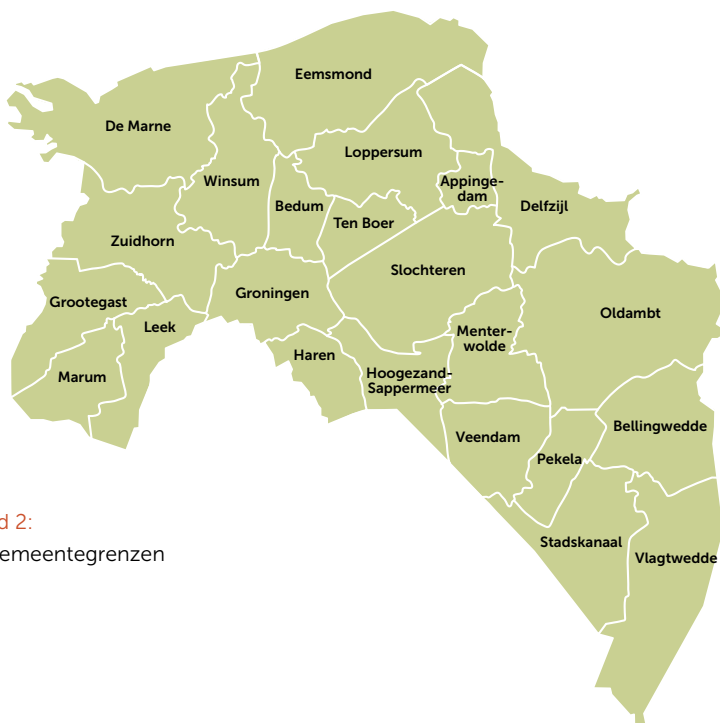 Eemsmond
De Marne
Loppersum
Winsum
Appinge-
dam
Bedum
Delfzijl
Ten Boer
Zuidhorn
Slochteren
Groningen
Grootegast
Oldambt
Leek
Menter-
wolde
Haren
Hoogezand-
Sappermeer
Marum
Bellingwedde
Veendam
Pekela
d 2:
emeentegrenzen
Stadskanaal
Vlagtwedde